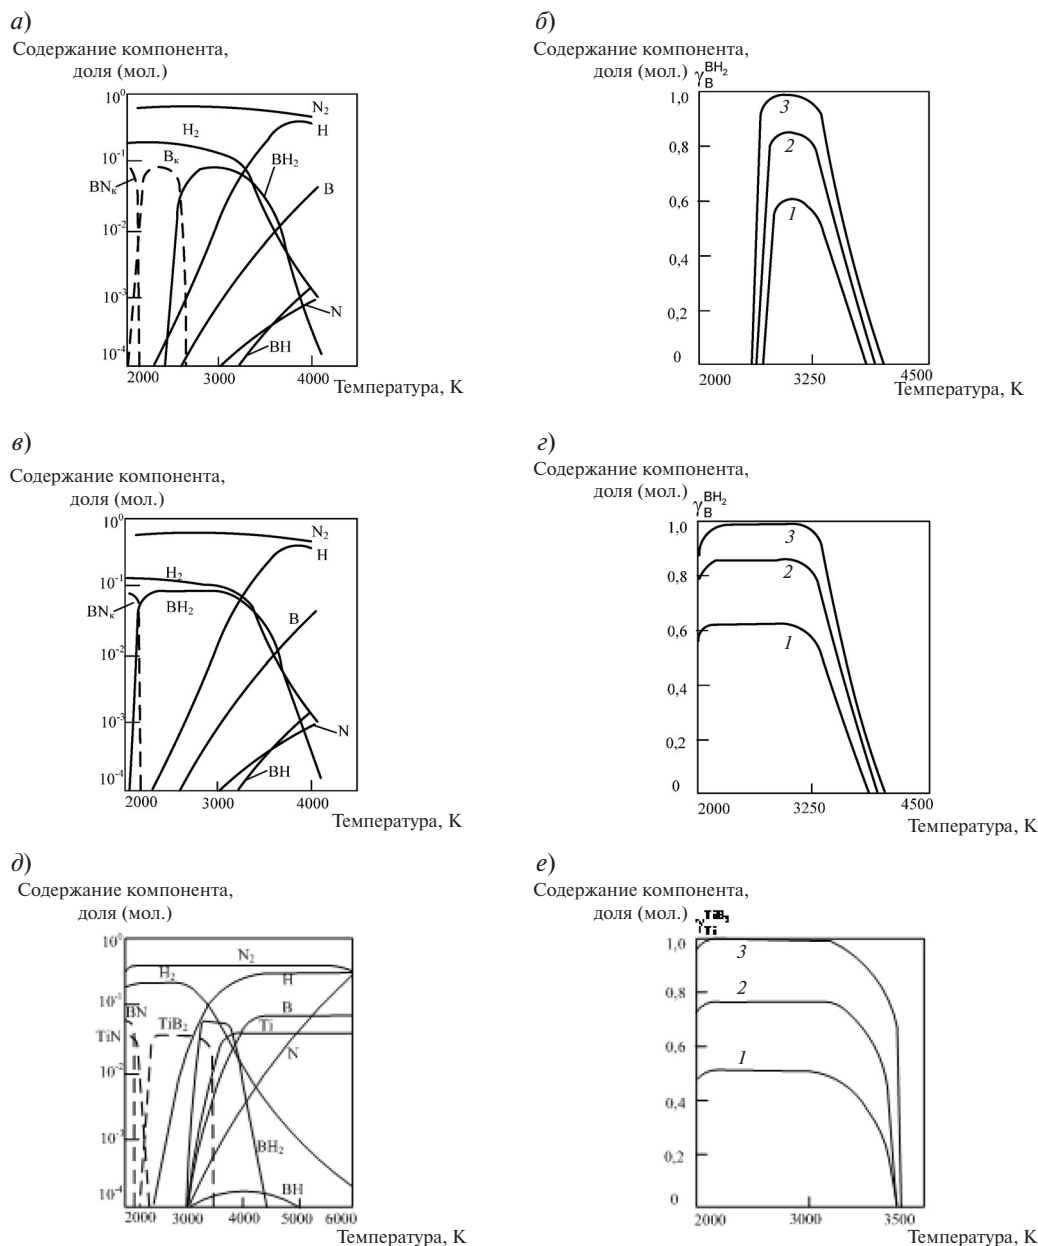 а)
Содержание компонента,
доля (мол.)
10⁰
10⁻¹
10⁻²
10⁻³
10⁻⁴
N₂
H
H₂
Bₖ
BH₂
BNₖ
B
N
BH
2000 3000 4000
Температура, K
б)
Содержание компонента,
доля (мол.) γ_B^BH₂
1,0
0,8
0,6
0,4
0,2
0
3
2
1
2000 3250 4500
Температура, K
в)
Содержание компонента,
доля (мол.)
10⁰
10⁻¹
10⁻²
10⁻³
10⁻⁴
N₂
H
H₂
BNₖ
BH₂
B
N
BH
2000 3000 4000
Температура, K
г)
Содержание компонента,
доля (мол.) γ_B^BH₂
1,0
0,8
0,6
0,4
0,2
0
3
2
1
2000 3250 4500
Температура, K
д)
Содержание компонента,
доля (мол.)
10⁰
10⁻¹
10⁻²
10⁻³
10⁻⁴
N₂
H₂
H
BN
B
TiN
TiB₂
Ti
N
BH₂
BH
2000 3000 4000 5000 6000
Температура, K
е)
Содержание компонента,
доля (мол.) γ_Ti^TiB₂
1,0
0,8
0,6
0,4
0,2
0
3
2
1
2000 3000 3500
Температура, K